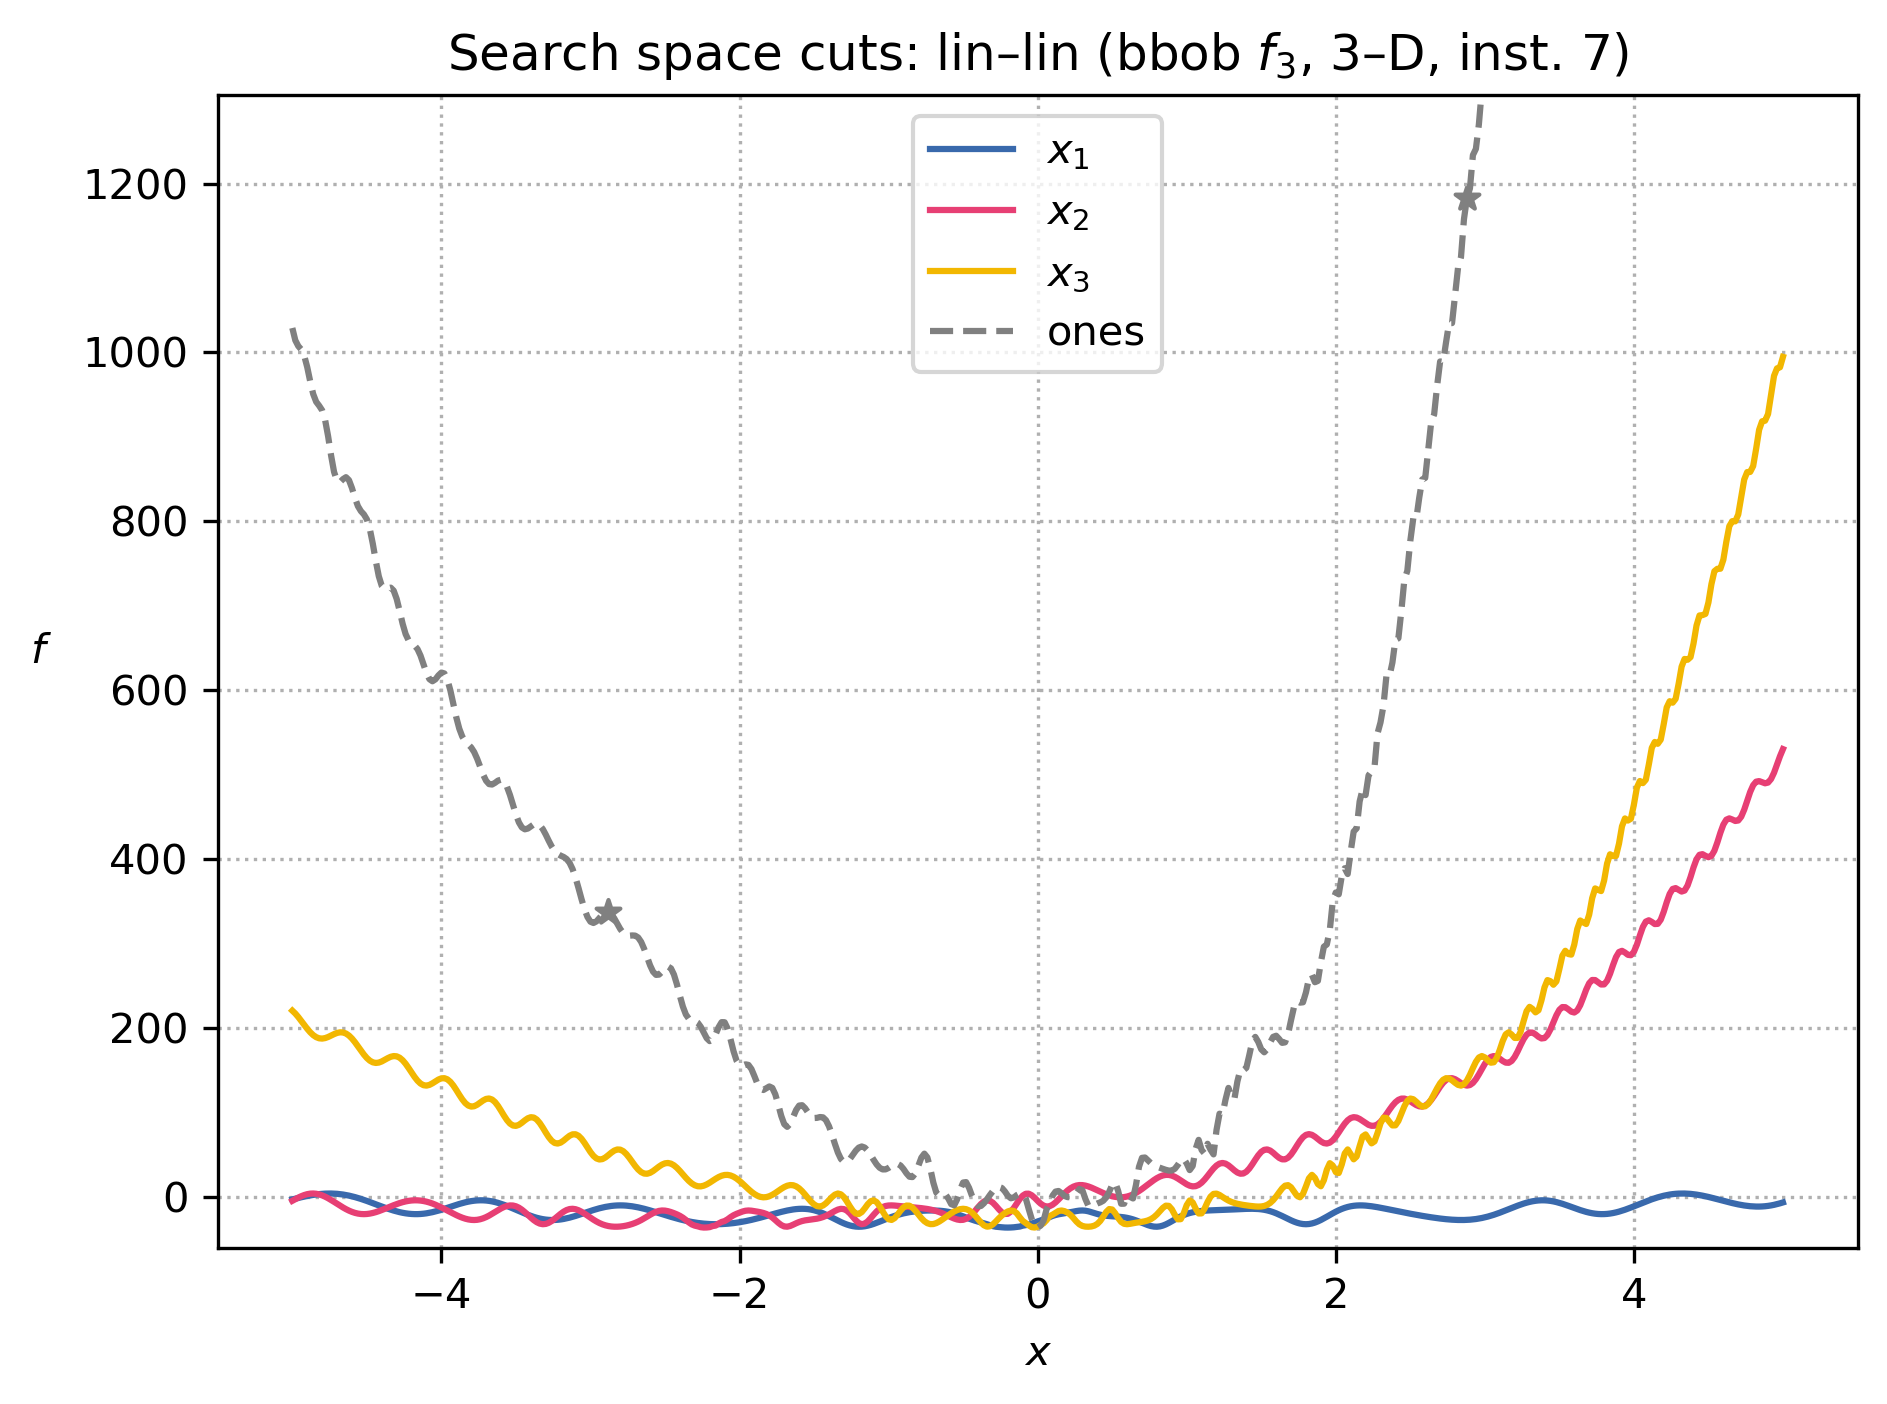 Search space cuts: lin–lin (bbob f₃, 3–D, inst. 7)
x₁
x₂
x₃
ones
1200
1000
800
600
400
200
0
f
−4
−2
0
2
4
x